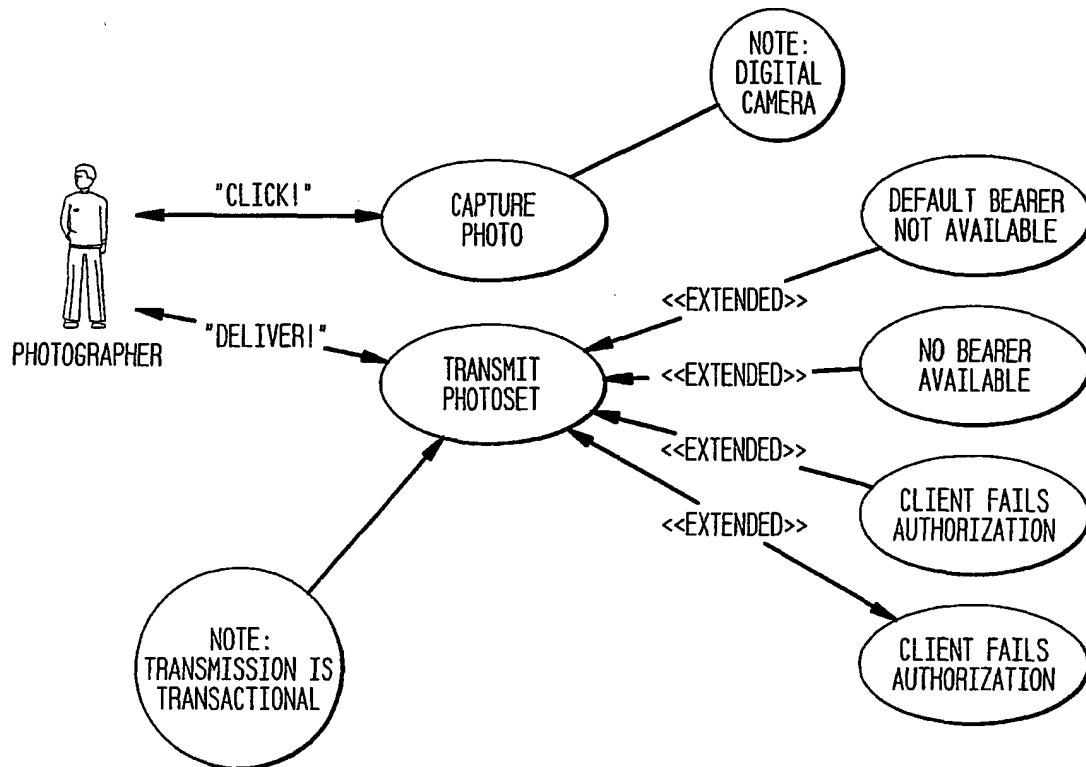 NOTE:
DIGITAL
CAMERA
"CLICK!"
CAPTURE
PHOTO
DEFAULT BEARER
NOT AVAILABLE
<<EXTENDED>>
PHOTOGRAPHER
"DELIVER!"
TRANSMIT
PHOTOSET
<<EXTENDED>>
NO BEARER
AVAILABLE
<<EXTENDED>>
CLIENT FAILS
AUTHORIZATION
<<EXTENDED>>
NOTE:
TRANSMISSION IS
TRANSACTIONAL
CLIENT FAILS
AUTHORIZATION